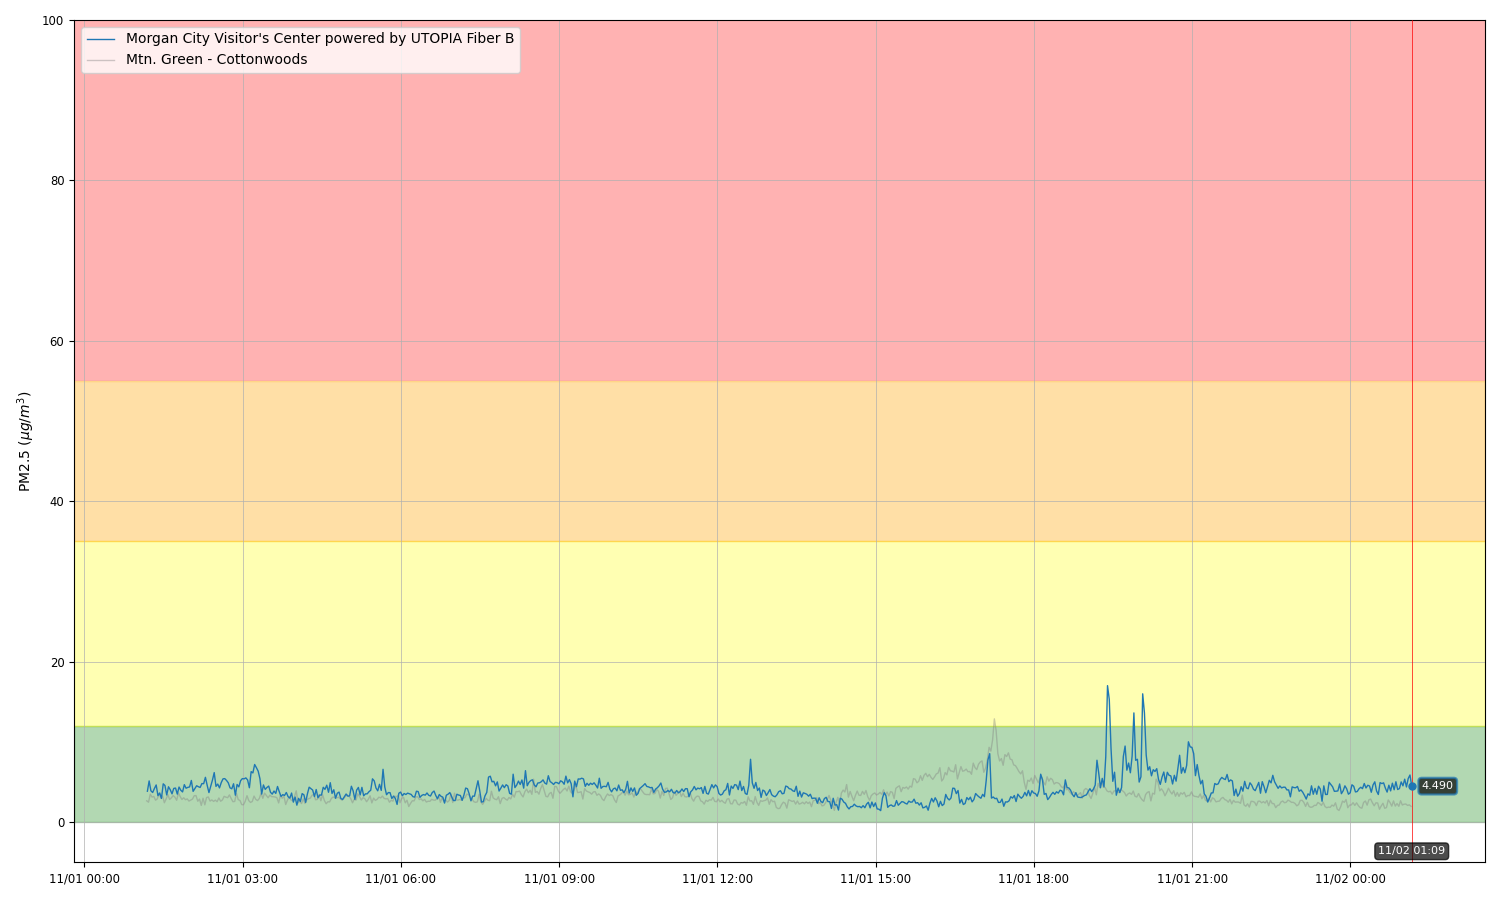 100
Morgan City Visitor's Center powered by UTOPIA Fiber B
Mtn. Green - Cottonwoods
80
60
PM2.5 (μg/m³)
40
20
4.490
0
11/02 01:09
11/01 00:00 11/01 03:00 11/01 06:00 11/01 09:00 11/01 12:00 11/01 15:00 11/01 18:00 11/01 21:00 11/02 00:00